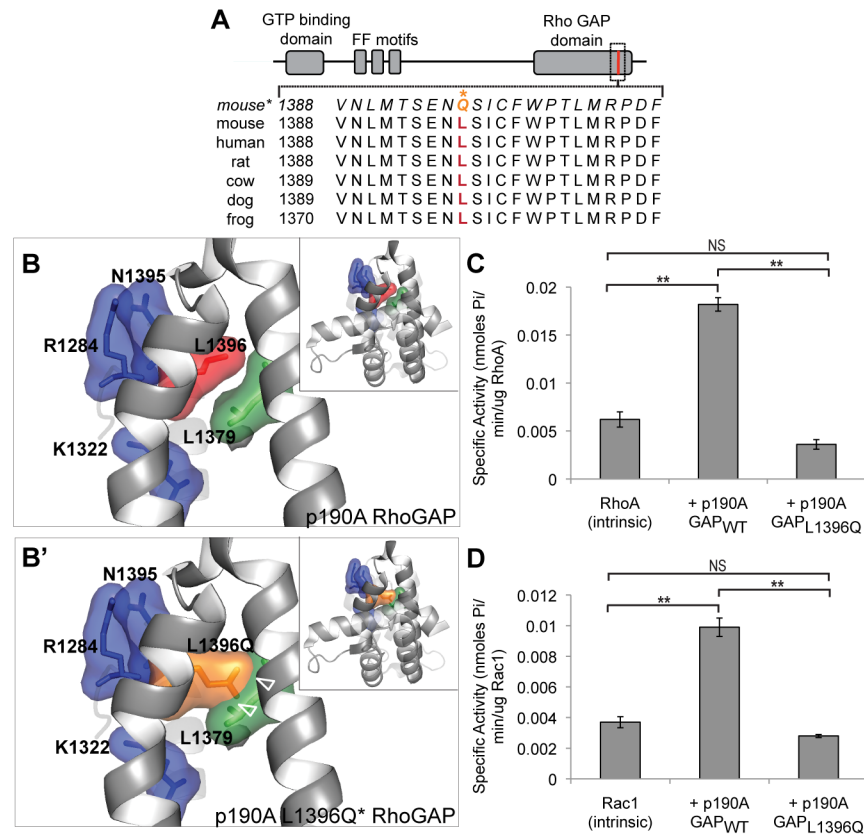 A
GTP binding domain
FF motifs
Rho GAP domain
*
mouse* 1388 V N L M T S E N Q S I C F W P T L M R P D F
mouse 1388 V N L M T S E N L S I C F W P T L M R P D F
human 1388 V N L M T S E N L S I C F W P T L M R P D F
rat 1388 V N L M T S E N L S I C F W P T L M R P D F
cow 1389 V N L M T S E N L S I C F W P T L M R P D F
dog 1389 V N L M T S E N L S I C F W P T L M R P D F
frog 1370 V N L M T S E N L S I C F W P T L M R P D F
B
N1395
R1284
L1396
L1379
K1322
p190A RhoGAP
B'
N1395
R1284
L1396Q
L1379
K1322
p190A L1396Q* RhoGAP
C
NS
**
**
Specific Activity (nmoles Pi/
min/ug RhoA)
0.02
0.015
0.01
0.005
0
RhoA
(intrinsic)
+ p190A
GAPWT
+ p190A
GAPL1396Q
D
NS
**
**
Specific Activity (nmoles Pi/
min/ug Rac1)
0.012
0.01
0.008
0.006
0.004
0.002
0
Rac1
(intrinsic)
+ p190A
GAPWT
+ p190A
GAPL1396Q